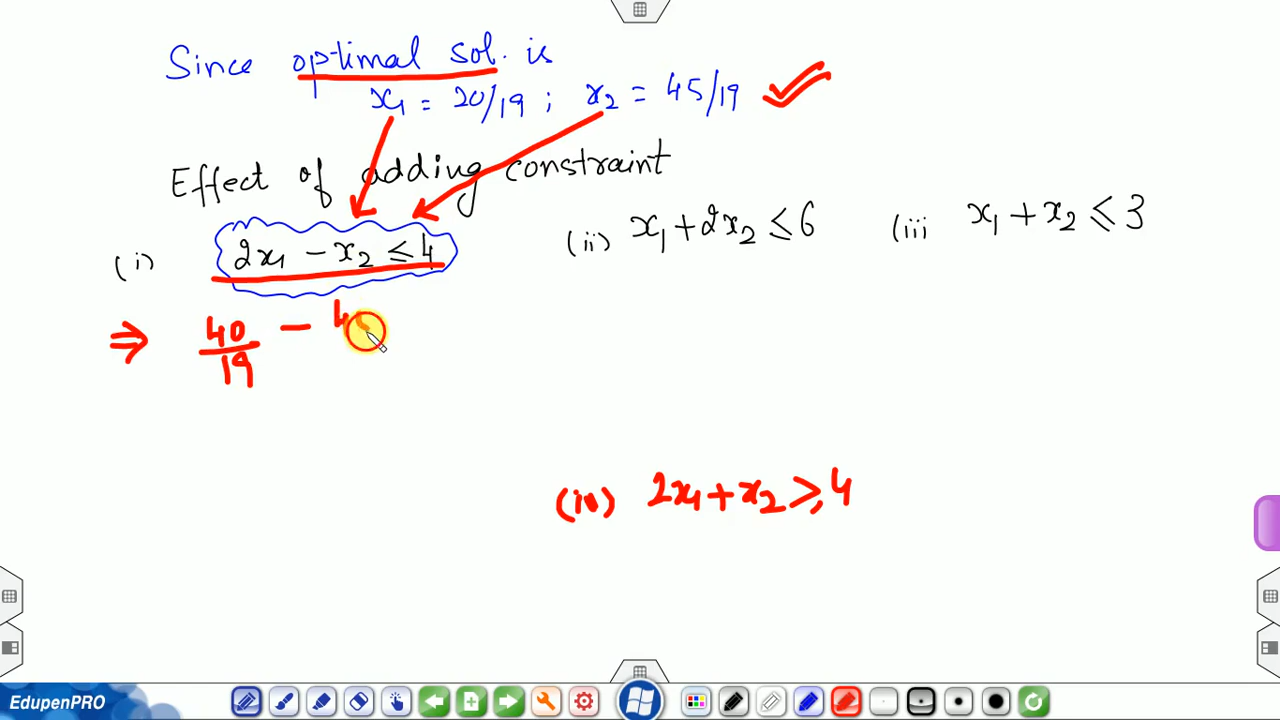 Since optimal sol. is
x₁ = 20/19 ; x₂ = 45/19
Effect of adding constraint
(i) 2x₁ - x₂ ≤ 4 (ii) x₁ + 2x₂ ≤ 6 (iii x₁ + x₂ ≤ 3
⇒ 40/19 - 4
(iv) 2x₁ + x₂ ≥ 4
EdupenPRO